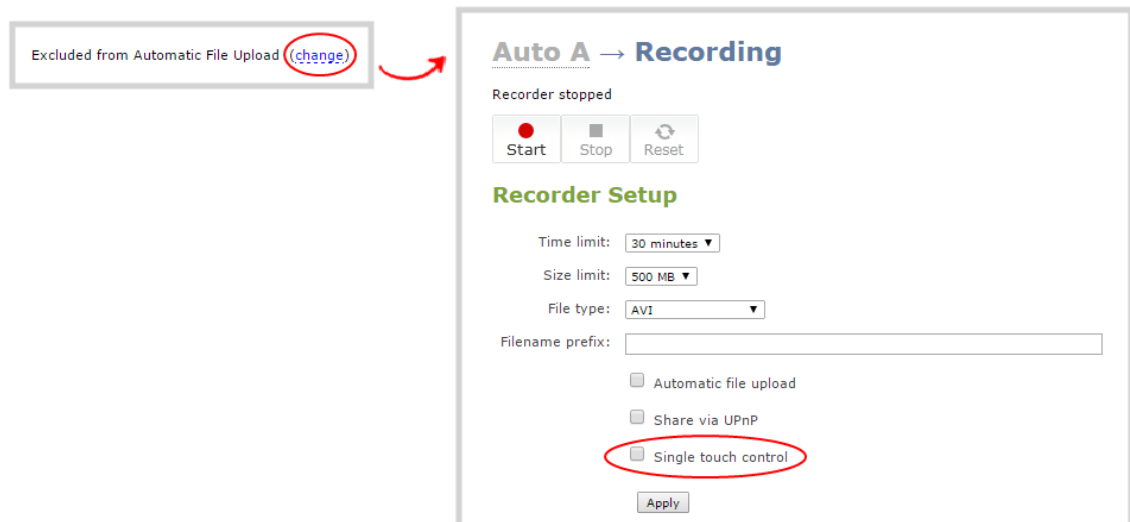 Excluded from Automatic File Upload (change)
Auto A → Recording
Recorder stopped
Start Stop Reset
Recorder Setup
Time limit: 30 minutes ▼
Size limit: 500 MB ▼
File type: AVI ▼
Filename prefix:
Automatic file upload
Share via UPnP
Single touch control
Apply